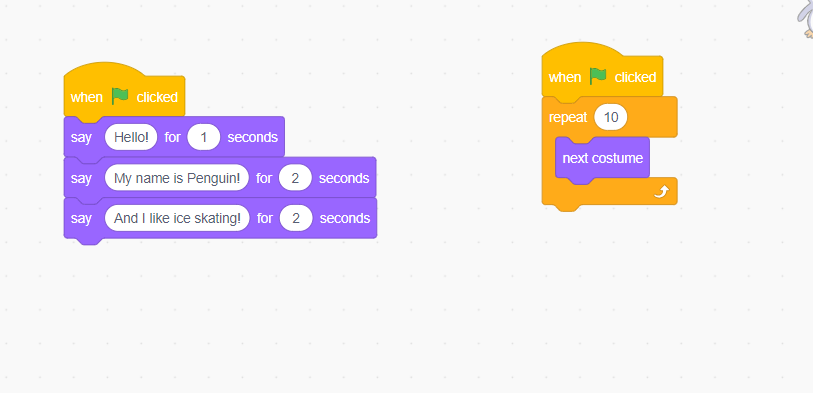 when clicked
say Hello! for 1 seconds
say My name is Penguin! for 2 seconds
say And I like ice skating! for 2 seconds
when clicked
repeat 10
next costume